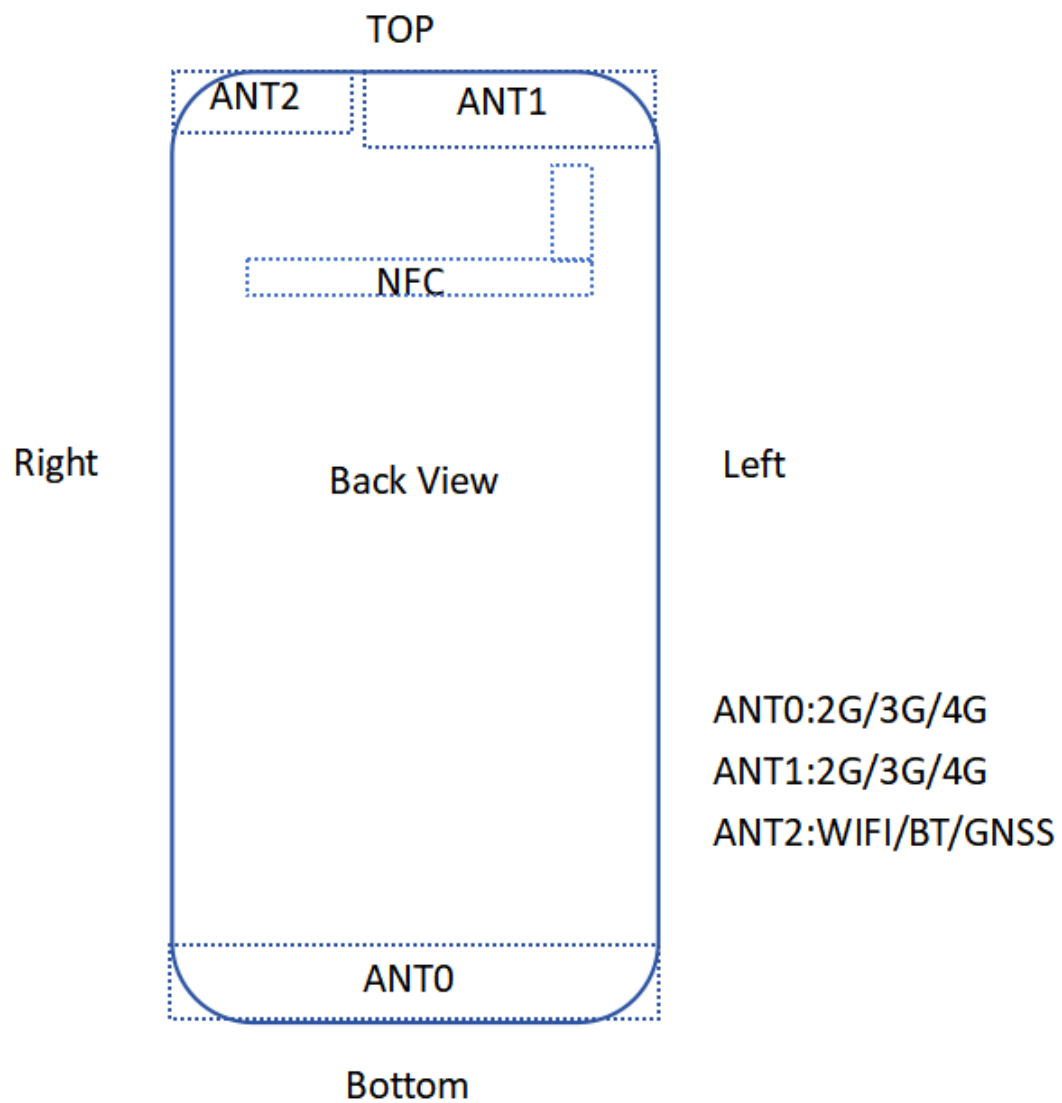 TOP
ANT2
ANT1
NFC
Right
Back View
Left
ANT0:2G/3G/4G
ANT1:2G/3G/4G
ANT2:WIFI/BT/GNSS
ANT0
Bottom